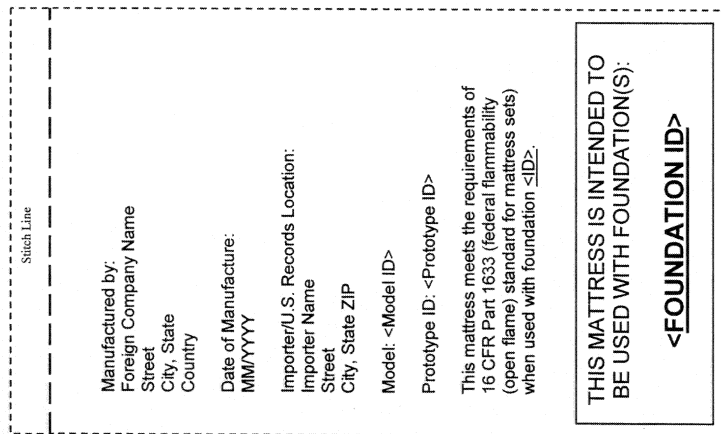 Stitch Line
Manufactured by:
Foreign Company Name
Street
City, State
Country
Date of Manufacture:
MM/YYYY
Importer/U.S. Records Location:
Importer Name
Street
City, State ZIP
Model: <Model ID>
Prototype ID: <Prototype ID>
This mattress meets the requirements of
16 CFR Part 1633 (federal flammability
(open flame) standard for mattress sets)
when used with foundation <ID>.
THIS MATTRESS IS INTENDED TO
BE USED WITH FOUNDATION(S):
<FOUNDATION ID>